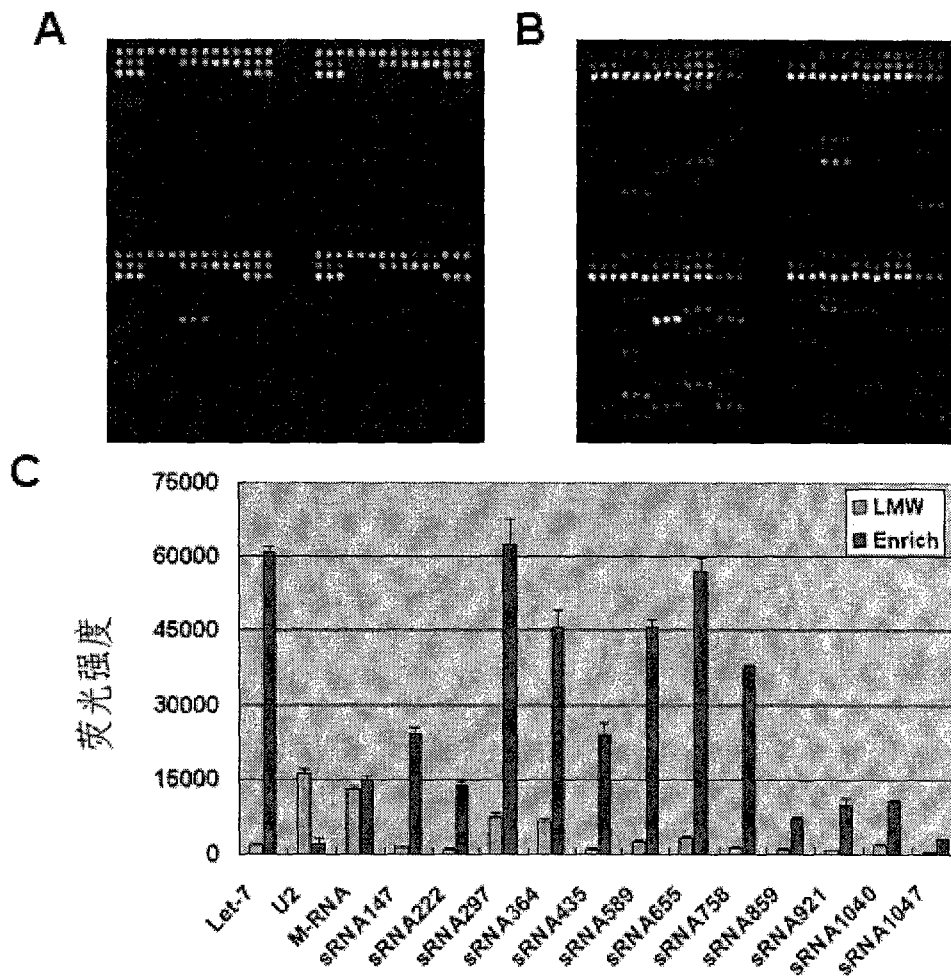 A
B
C
75000
60000
45000
30000
15000
0
荧光强度
LMW
Enrich
Let-7
U2
M-RNA
sRNA147
sRNA222
sRNA297
sRNA364
sRNA435
sRNA589
sRNA655
sRNA758
sRNA859
sRNA921
sRNA1040
sRNA1047